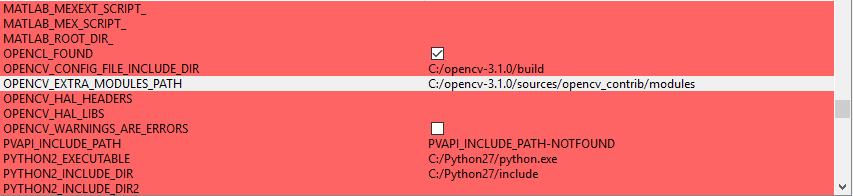 MATLAB_MEXEXT_SCRIPT_
MATLAB_MEX_SCRIPT_
MATLAB_ROOT_DIR_
OPENCL_FOUND
OPENCV_CONFIG_FILE_INCLUDE_DIR C:/opencv-3.1.0/build
OPENCV_EXTRA_MODULES_PATH C:/opencv-3.1.0/sources/opencv_contrib/modules
OPENCV_HAL_HEADERS
OPENCV_HAL_LIBS
OPENCV_WARNINGS_ARE_ERRORS
PVAPI_INCLUDE_PATH PVAPI_INCLUDE_PATH-NOTFOUND
PYTHON2_EXECUTABLE C:/Python27/python.exe
PYTHON2_INCLUDE_DIR C:/Python27/include
PYTHON2_INCLUDE_DIR2